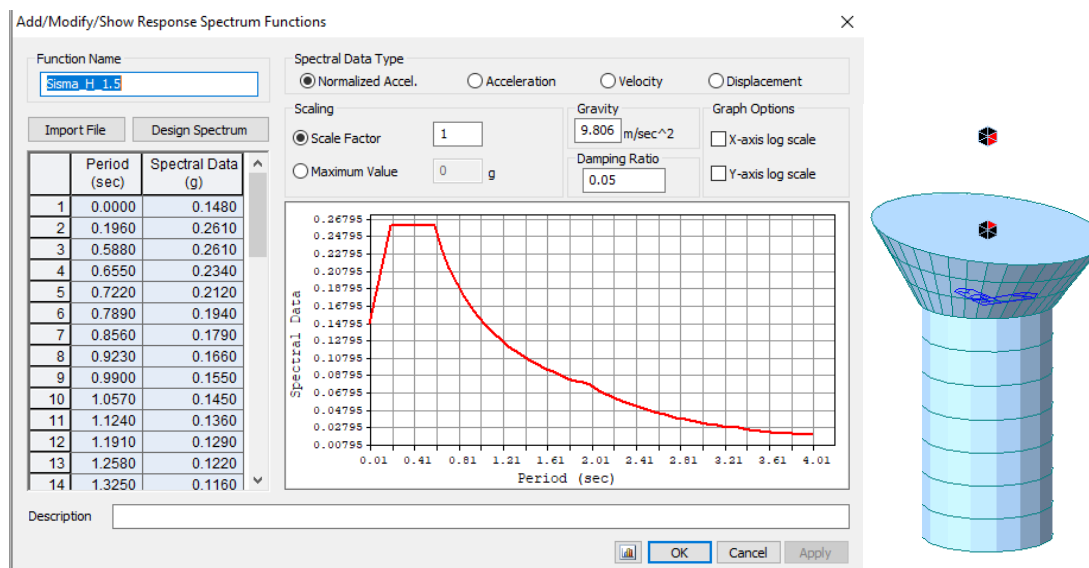 Add/Modify/Show Response Spectrum Functions
Function Name
Sisma_H_1.5
Import File Design Spectrum
Spectral Data Type
Normalized Accel. Acceleration Velocity Displacement
Scaling
Scale Factor 1
Maximum Value 0 g
Gravity
9.806 m/sec^2
Damping Ratio
0.05
Graph Options
X-axis log scale
Y-axis log scale
Period (sec) Spectral Data (g)
1 0.0000 0.1480
2 0.1960 0.2610
3 0.5880 0.2610
4 0.6550 0.2340
5 0.7220 0.2120
6 0.7890 0.1940
7 0.8560 0.1790
8 0.9230 0.1660
9 0.9900 0.1550
10 1.0570 0.1450
11 1.1240 0.1360
12 1.1910 0.1290
13 1.2580 0.1220
14 1.3250 0.1160
Spectral Data
0.26795
0.24795
0.22795
0.20795
0.18795
0.16795
0.14795
0.12795
0.10795
0.08795
0.06795
0.04795
0.02795
0.00795
0.01 0.41 0.81 1.21 1.61 2.01 2.41 2.81 3.21 3.61 4.01
Period (sec)
Description
OK Cancel Apply